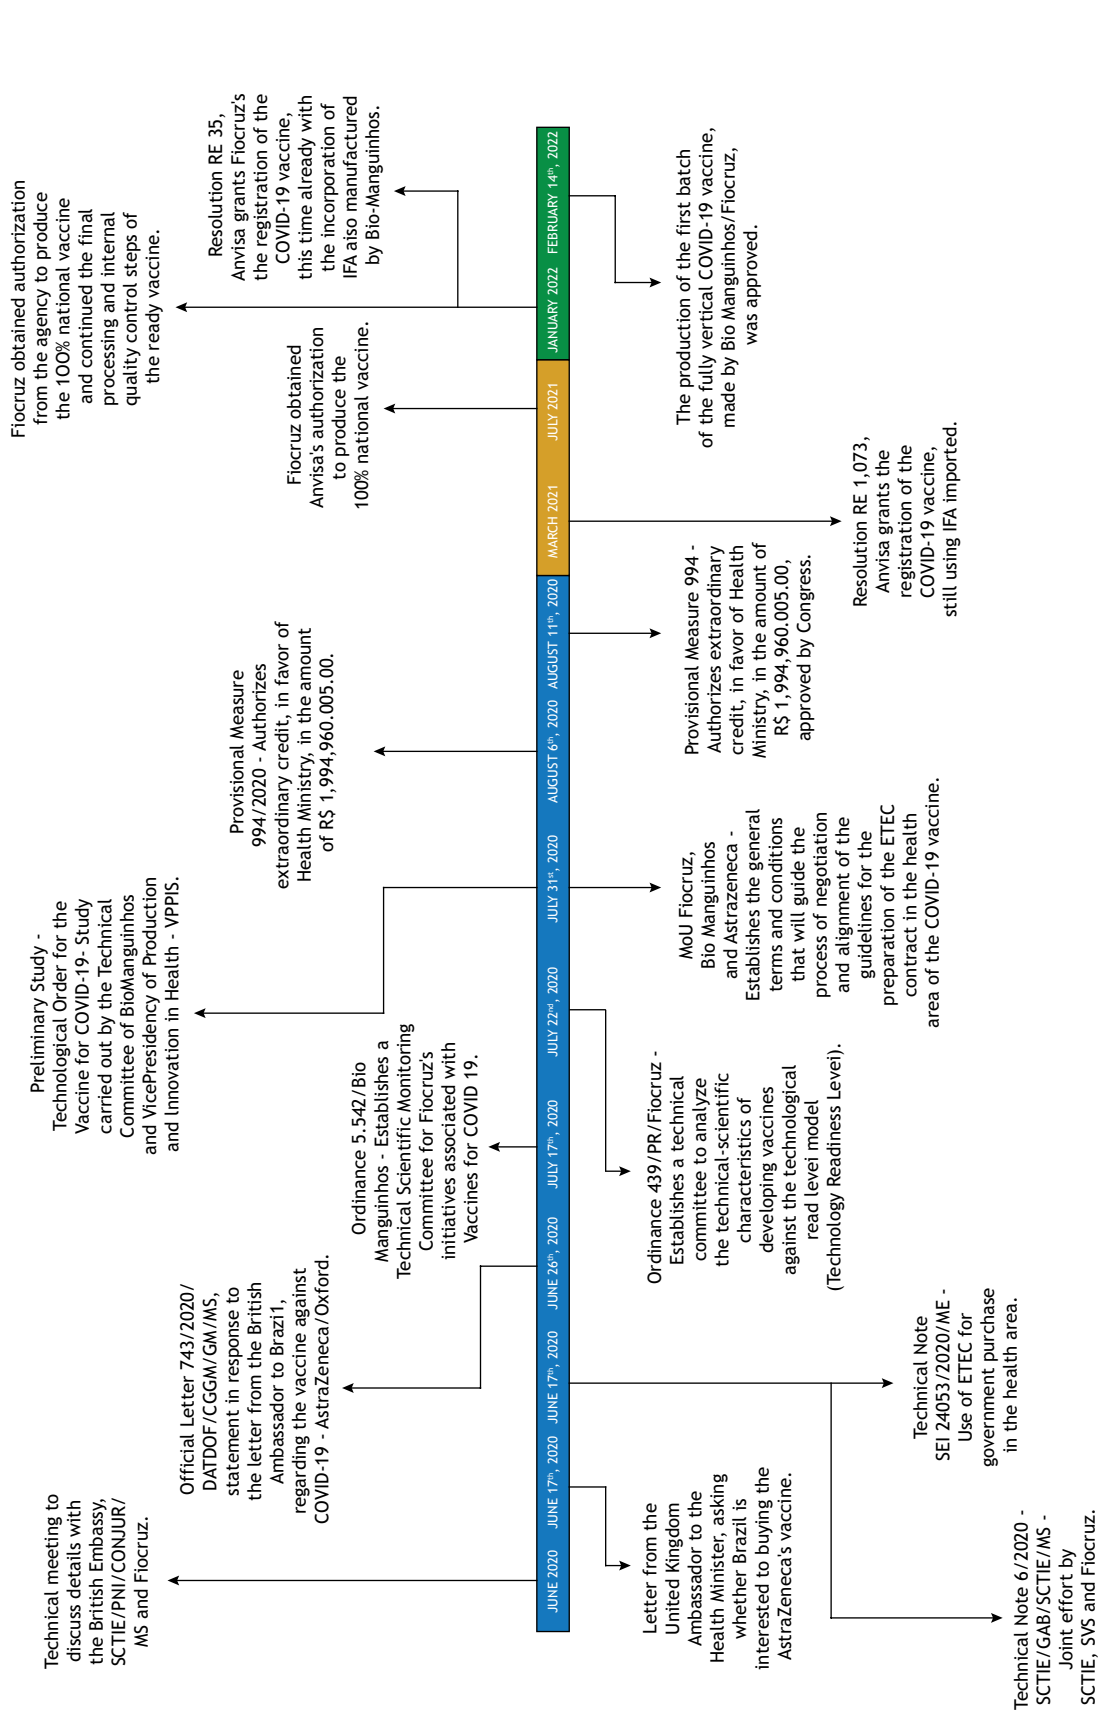 Technical meeting to
discuss details with
the British Embassy,
SCTIE/PNI/CONJUR/
MS and Fiocruz.
Official Letter 743/2020/
DATDOF/CGGM/GM/MS,
statement in response to
the letter from the British
Ambassador to Brazi1,
regarding the vaccine against
COVID-19 - AstraZeneca/Oxford.
Ordinance 5.542/Bio
Manguinhos - Establishes a
Technical Scientific Monitoring
Committee for Fiocruz's
initiatives associated with
Vaccines for COVID 19.
Preliminary Study -
Technological Order for the
Vaccine for COVID-19- Study
carried out by the Technical
Committee of BioManguinhos
and VicePresidency of Production
and Innovation in Health - VPPIS.
Provisional Measure
994/2020 - Authorizes
extraordinary credit, in favor of
Health Ministry, in the amount
of R$ 1,994,960.005.00.
Fiocruz obtained
Anvisa's authorization
to produce the
100% national vaccine.
Fiocruz obtained authorization
from the agency to produce
the 100% national vaccine
and continued the final
processing and internal
quality control steps of
the ready vaccine.
Resolution RE 35,
Anvisa grants Fiocruz's
the registration of the
COVID-19 vaccine,
this time already with
the incorporation of
IFA aiso manufactured
by Bio-Manguinhos.
JUNE 2020
JUNE 17th, 2020
JUNE 17th, 2020
JUNE 26th, 2020
JULY 17th, 2020
JULY 22nd, 2020
JULY 31st, 2020
AUGUST 6th, 2020
AUGUST 11th, 2020
MARCH 2021
JULY 2021
JANUARY 2022
FEBRUARY 14th, 2022
Letter from the
United Kingdom
Ambassador to the
Health Minister, asking
whether Brazil is
interested to buying the
AstraZeneca's vaccine.
Technical Note 6/2020 -
SCTIE/GAB/SCTIE/MS -
Joint effort by
SCTIE, SVS and Fiocruz.
Technical Note
SEI 24053/2020/ME -
Use of ETEC for
government purchase
in the health area.
Ordinance 439/PR/Fiocruz -
Establishes a technical
committee to analyze
the technical-scientific
characteristics of
developing vaccines
against the technological
read level model
(Technology Readiness Level).
MoU Fiocruz,
Bio Manguinhos
and Astrazeneca -
Establishes the general
terms and conditions
that will guide the
process of negotiation
and alignment of the
guidelines for the
preparation of the ETEC
contract in the health
area of the COVID-19 vaccine.
Provisional Measure 994 -
Authorizes extraordinary
credit, in favor of Health
Ministry, in the amount of
R$ 1,994,960.005.00,
approved by Congress.
Resolution RE 1,073,
Anvisa grants the
registration of the
COVID-19 vaccine,
still using IFA imported.
The production of the first batch
of the fully vertical COVID-19 vaccine,
made by Bio Manguinhos/Fiocruz,
was approved.